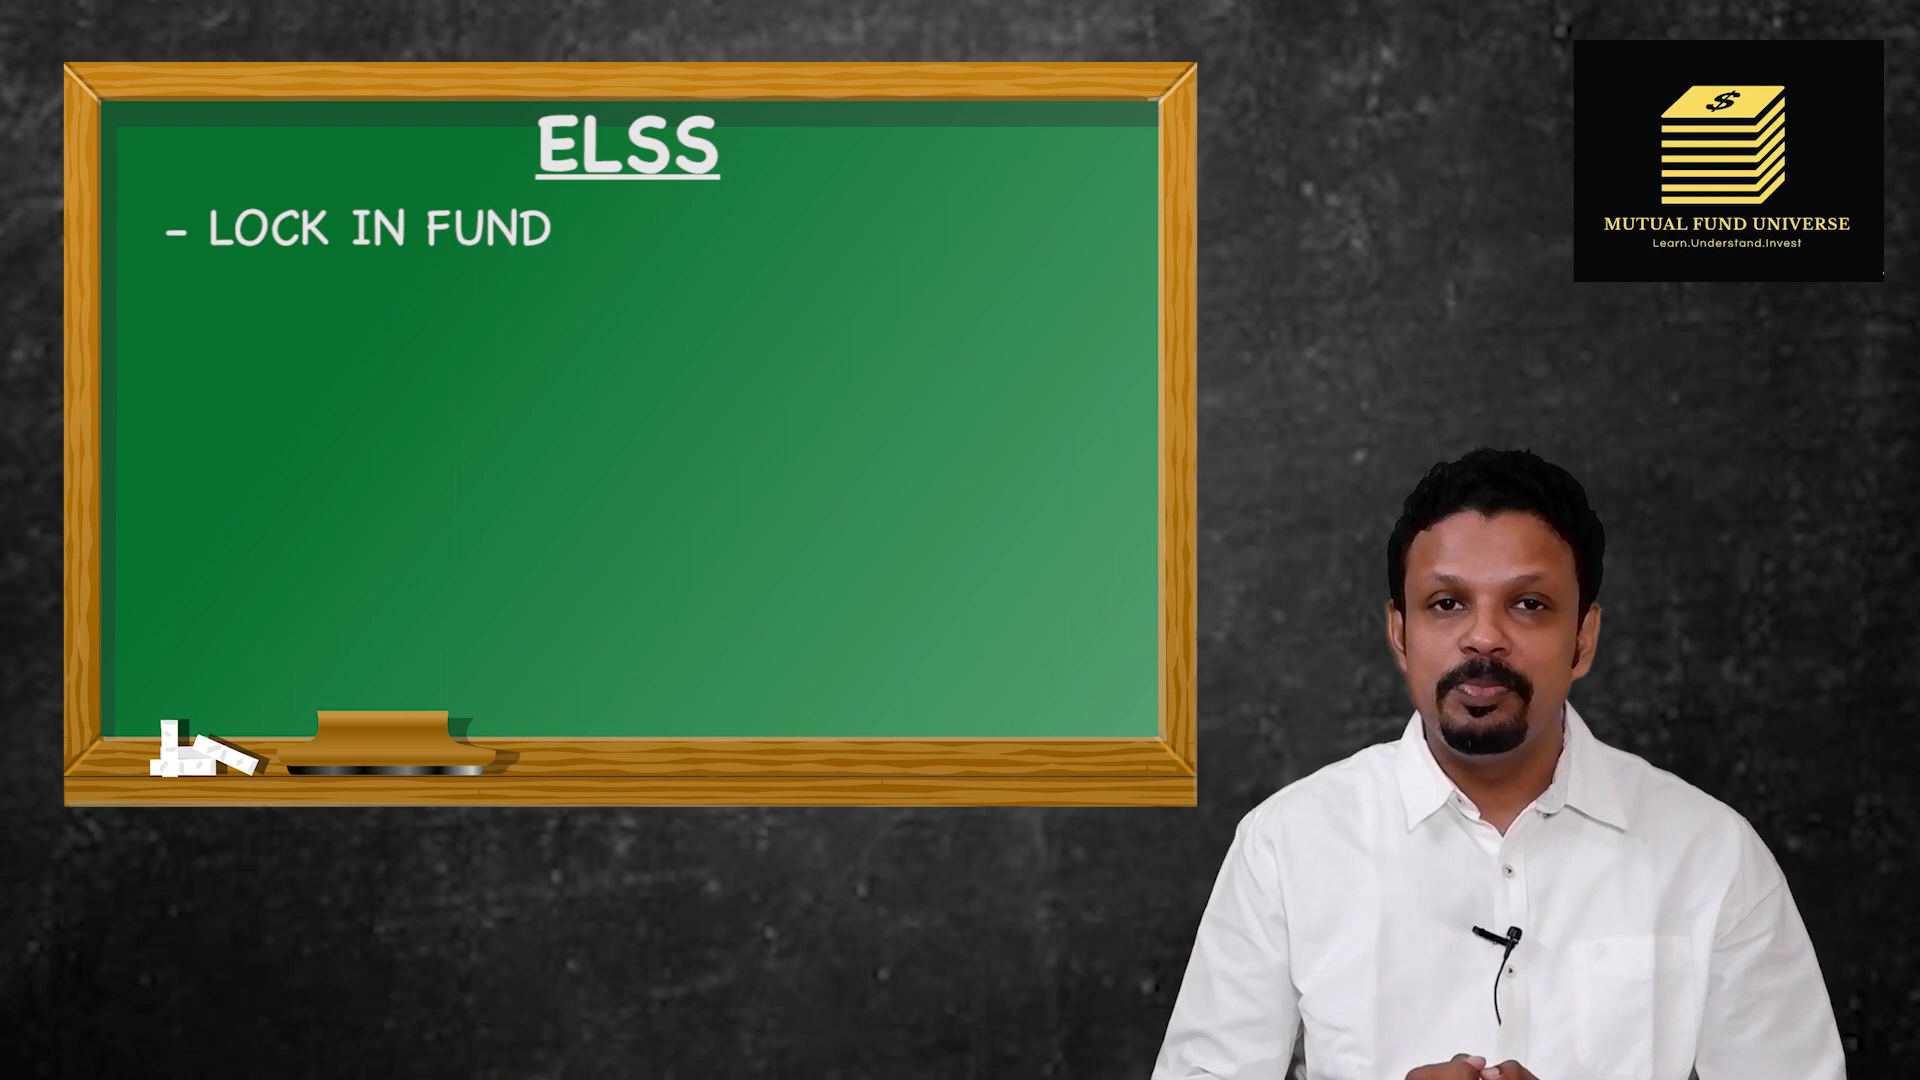 ELSS
- LOCK IN FUND
$
MUTUAL FUND UNIVERSE
Learn.Understand.Invest